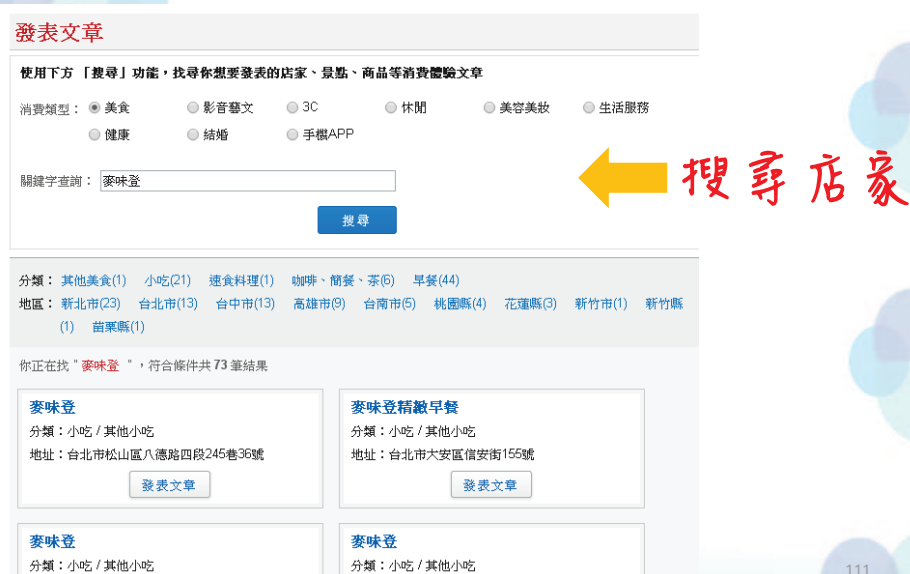 發表文章
使用下方「搜尋」功能，找尋你想要發表的店家、景點、商品等消費體驗文章
消費類型： 美食 影音藝文 3C 休閒 美容美妝 生活服務
健康 結婚 手機APP
關鍵字查詢： 麥味登
搜尋店家
搜尋
分類： 其他美食(1) 小吃(21) 速食料理(1) 咖啡、簡餐、茶(6) 早餐(44)
地區： 新北市(23) 台北市(13) 台中市(13) 高雄市(9) 台南市(5) 桃園縣(4) 花蓮縣(3) 新竹市(1) 新竹縣
(1) 苗栗縣(1)
你正在找 " 麥味登 " ，符合條件共 73 筆結果
麥味登
分類：小吃 / 其他小吃
地址：台北市松山區八德路四段245巷36號
發表文章
麥味登精緻早餐
分類：小吃 / 其他小吃
地址：台北市大安區信安街155號
發表文章
麥味登
分類：小吃 / 其他小吃
麥味登
分類：小吃 / 其他小吃
111